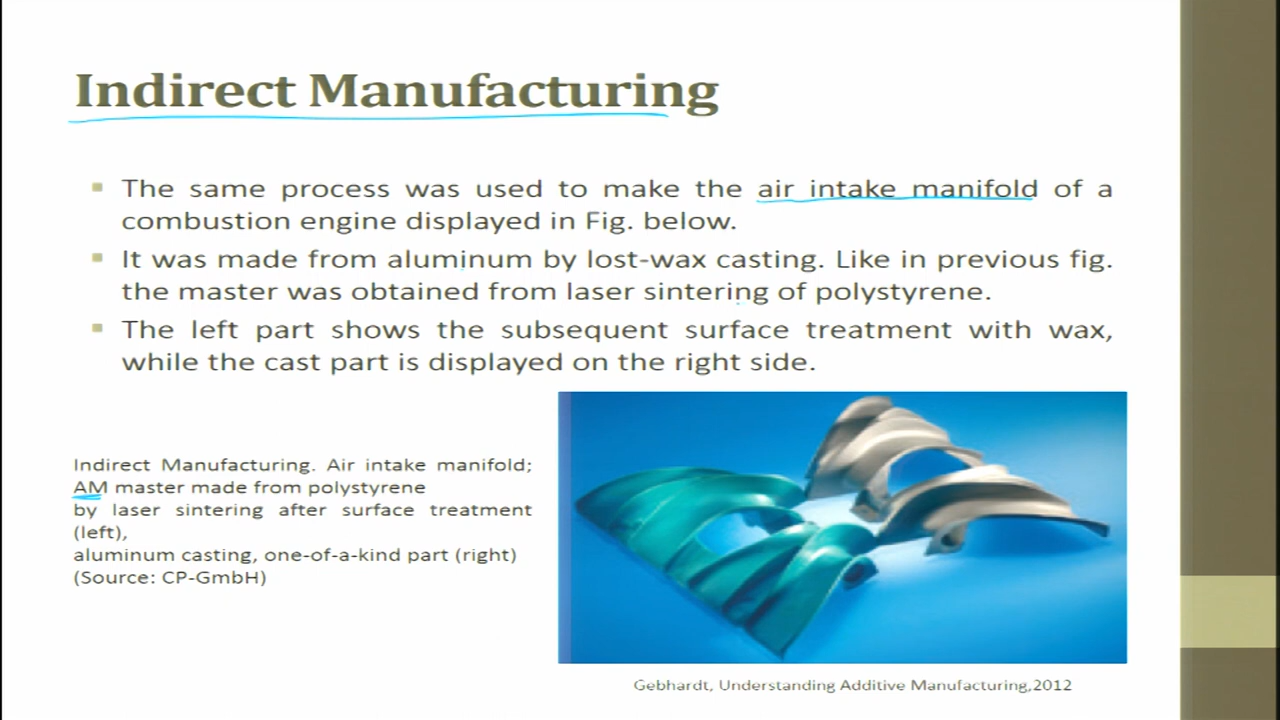 Indirect Manufacturing
The same process was used to make the air intake manifold of a
combustion engine displayed in Fig. below.
It was made from aluminum by lost-wax casting. Like in previous fig.
the master was obtained from laser sintering of polystyrene.
The left part shows the subsequent surface treatment with wax,
while the cast part is displayed on the right side.
Indirect Manufacturing. Air intake manifold;
AM master made from polystyrene
by laser sintering after surface treatment
(left),
aluminum casting, one-of-a-kind part (right)
(Source: CP-GmbH)
Gebhardt, Understanding Additive Manufacturing,2012